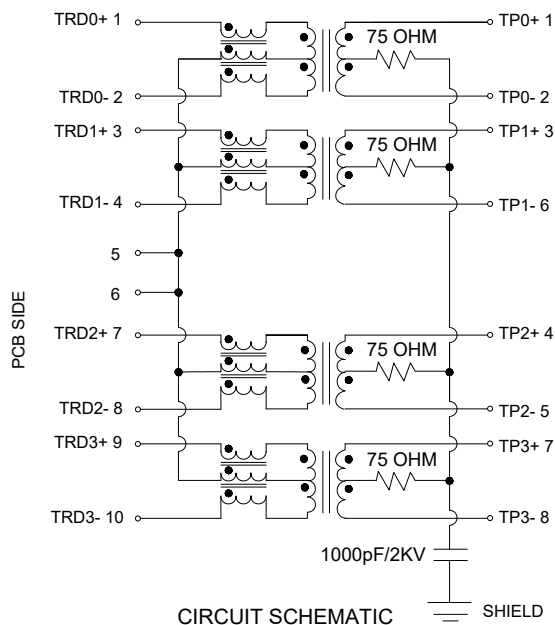 TRD0+ 1
TP0+ 1
75 OHM
TRD0- 2
TP0- 2
TRD1+ 3
TP1+ 3
75 OHM
TRD1- 4
TP1- 6
5
6
PCB SIDE
TRD2+ 7
TP2+ 4
75 OHM
TRD2- 8
TP2- 5
TRD3+ 9
TP3+ 7
75 OHM
TRD3- 10
TP3- 8
1000pF/2KV
CIRCUIT SCHEMATIC
SHIELD